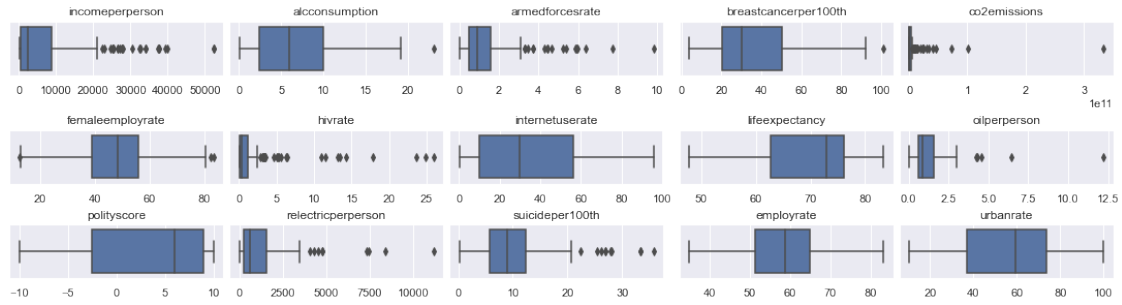 incomeperperson alcconsumption armedforcesrate breastcancerper100th co2emissions
0 10000 20000 30000 40000 50000 0 5 10 15 20 0 2 4 6 8 10 0 20 40 60 80 100 0 1 2 3
1e11
femaleemployrate hivrate internetuserate lifeexpectancy oilperperson
20 40 60 80 0 5 10 15 20 25 0 20 40 60 80 100 50 60 70 80 0.0 2.5 5.0 7.5 10.0 12.5
polityscore relectricperperson suicideper100th employrate urbanrate
−10 −5 0 5 10 0 2500 5000 7500 10000 0 10 20 30 40 50 60 70 80 20 40 60 80 100